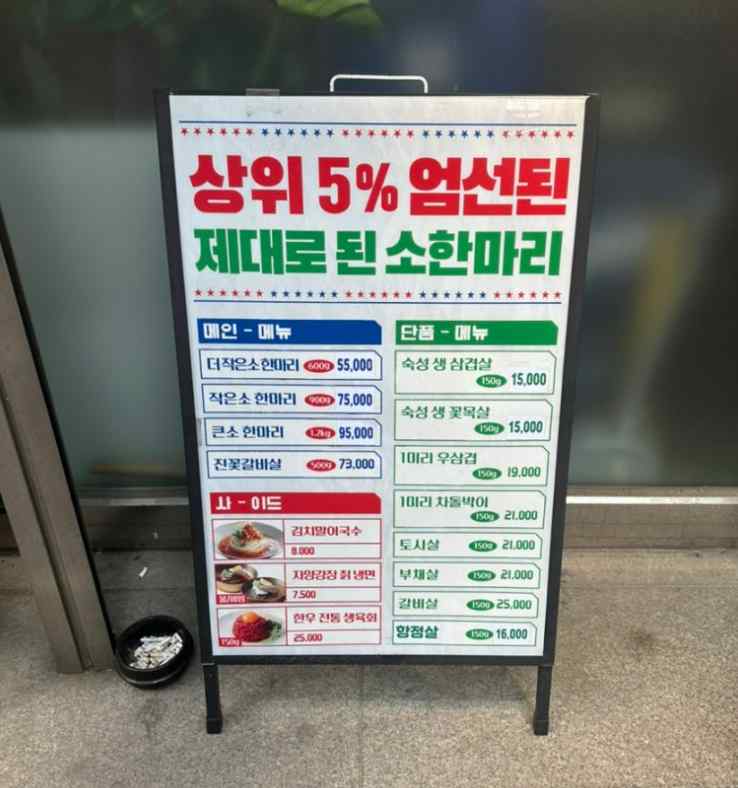 상위 5% 엄선된
제대로 된 소한마리
메인 - 메뉴
더작은소한마리 600g 55,000
작은소 한마리 900g 75,000
큰소 한마리 1.2kg 95,000
진꽃갈비살 500g 73,000
사 - 이드
김치말이국수
8.000
자양강장 칡 냉면
7.500
물/비빔
한우 전통 생육회
150g
25.000
단품 - 메뉴
숙성 생 삼겹살
150g 15,000
숙성 생 꽃목살
150g 15,000
1미리 우삼겹
150g 19,000
1미리 차돌박이
150g 21.000
토시살 150g 21.000
부채살 150g 21.000
갈비살 150g 25,000
항정살 150g 16,000